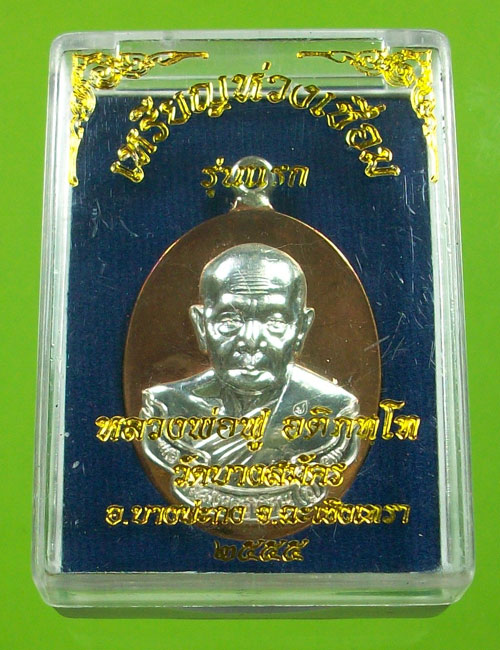 เหรียญห่วงเชื่อม
รุ่นแรก
หลวงพ่อฟู อติภทฺโท
วัดบางสมัคร
อ.บางปะกง จ.ฉะเชิงเทรา
๒๕๕๔